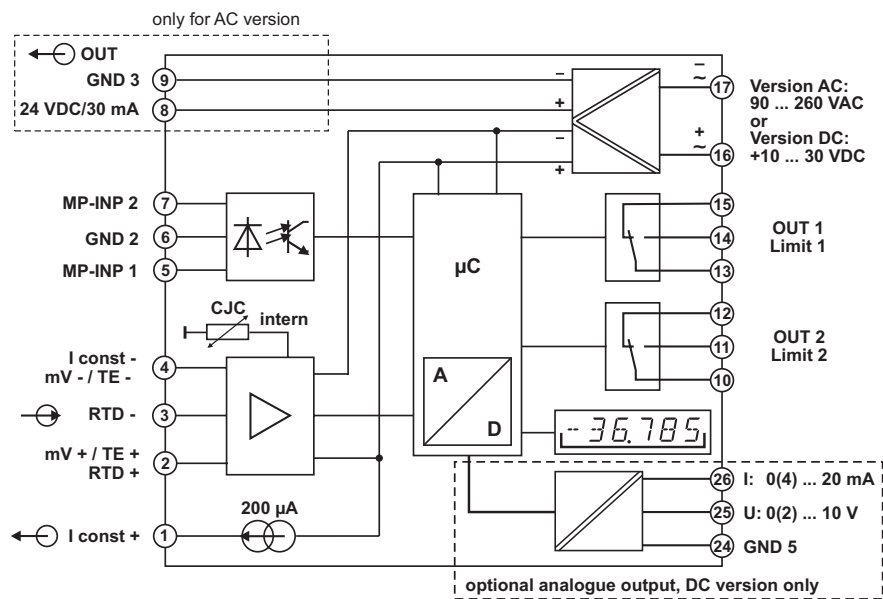 only for AC version
OUT
GND 3
9
24 VDC/30 mA
8
MP-INP 2
7
GND 2
6
MP-INP 1
5
CJC
intern
I const -
mV - / TE -
4
RTD -
3
mV + / TE +
RTD +
2
200 µA
I const +
1
−
+
−
+
µC
A
D
-36.785
−
~
17
+
~
16
Version AC:
90 ... 260 VAC
or
Version DC:
+10 ... 30 VDC
15
14
13
OUT 1
Limit 1
12
11
10
OUT 2
Limit 2
26
I: 0(4) ... 20 mA
25
U: 0(2) ... 10 V
24
GND 5
optional analogue output, DC version only